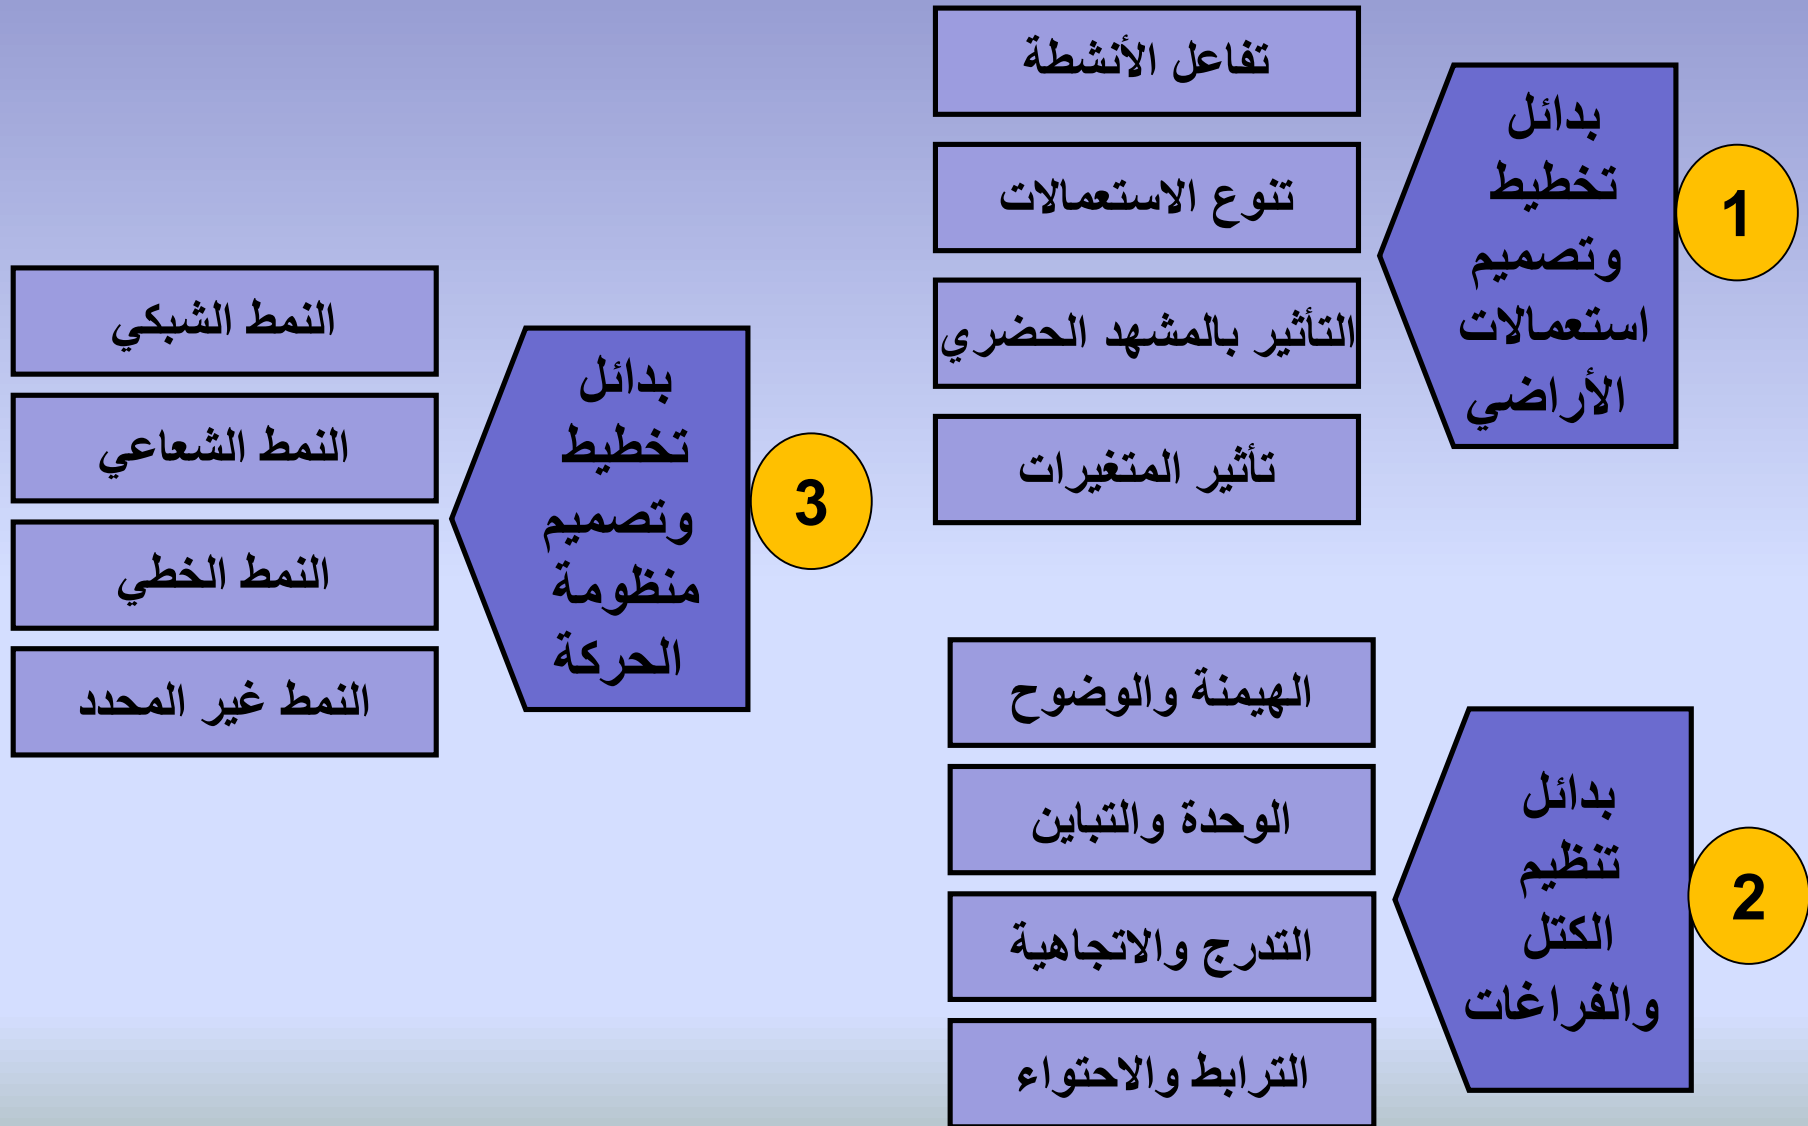 1
بدائل
تخطيط
وتصميم
استعمالات
الأراضي
تفاعل الأنشطة
تنوع الاستعمالات
التأثير بالمشهد الحضري
تأثير المتغيرات
2
بدائل
تنظيم
الكتل
والفراغات
الهيمنة والوضوح
الوحدة والتباين
التدرج والاتجاهية
الترابط والاحتواء
3
بدائل
تخطيط
وتصميم
منظومة
الحركة
النمط الشبكي
النمط الشعاعي
النمط الخطي
النمط غير المحدد